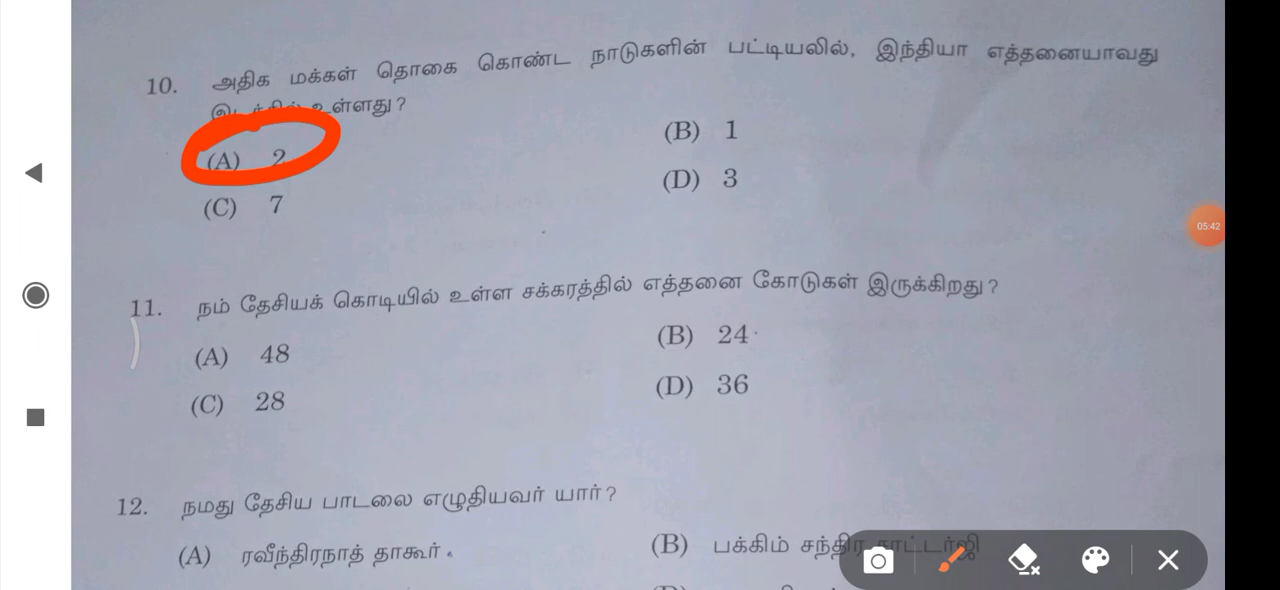 10. அதிக மக்கள் தொகை கொண்ட நாடுகளின் பட்டியலில், இந்தியா எத்தனையாவது
உள்ளது?
(A) 2 (B) 1
(C) 7 (D) 3
05:42
11. நம் தேசியக் கொடியில் உள்ள சக்கரத்தில் எத்தனை கோடுகள் இருக்கிறது?
(A) 48 (B) 24
(C) 28 (D) 36
12. நமது தேசிய பாடலை எழுதியவர் யார்?
(A) ரவீந்திரநாத் தாகூர் (B) பக்கிம் சந்திர சாட்டர்ஜி